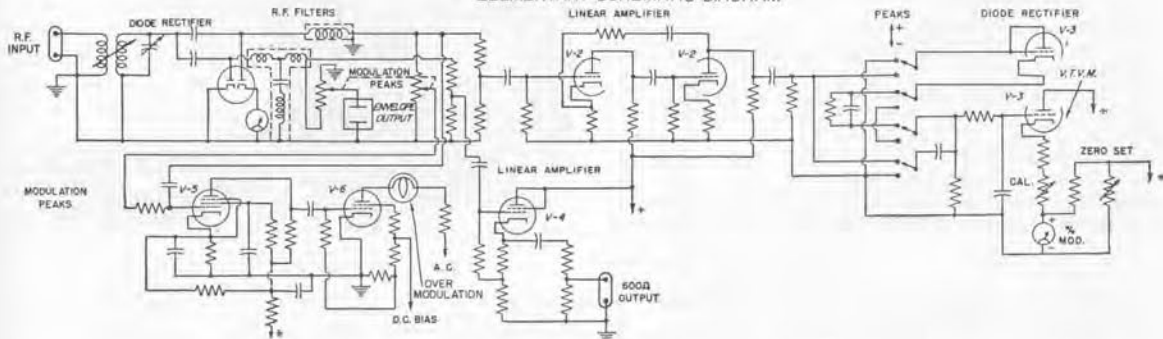 R.F. FILTERS
LINEAR AMPLIFIER
PEAKS
DIODE RECTIFIER
DIODE RECTIFIER
R.F.
INPUT
+
-
V-2
V-2
V-3
V.T.V.M.
V-3
+
MODULATION
PEAKS
ENVELOPE
OUTPUT
ZERO SET
+
CAL.
+
%
MOD.
-
LINEAR AMPLIFIER
MODULATION
PEAKS
V-5
V-6
V-4
+
A.C.
OVER
MODULATION
D.C. BIAS
+
600Ω
OUTPUT